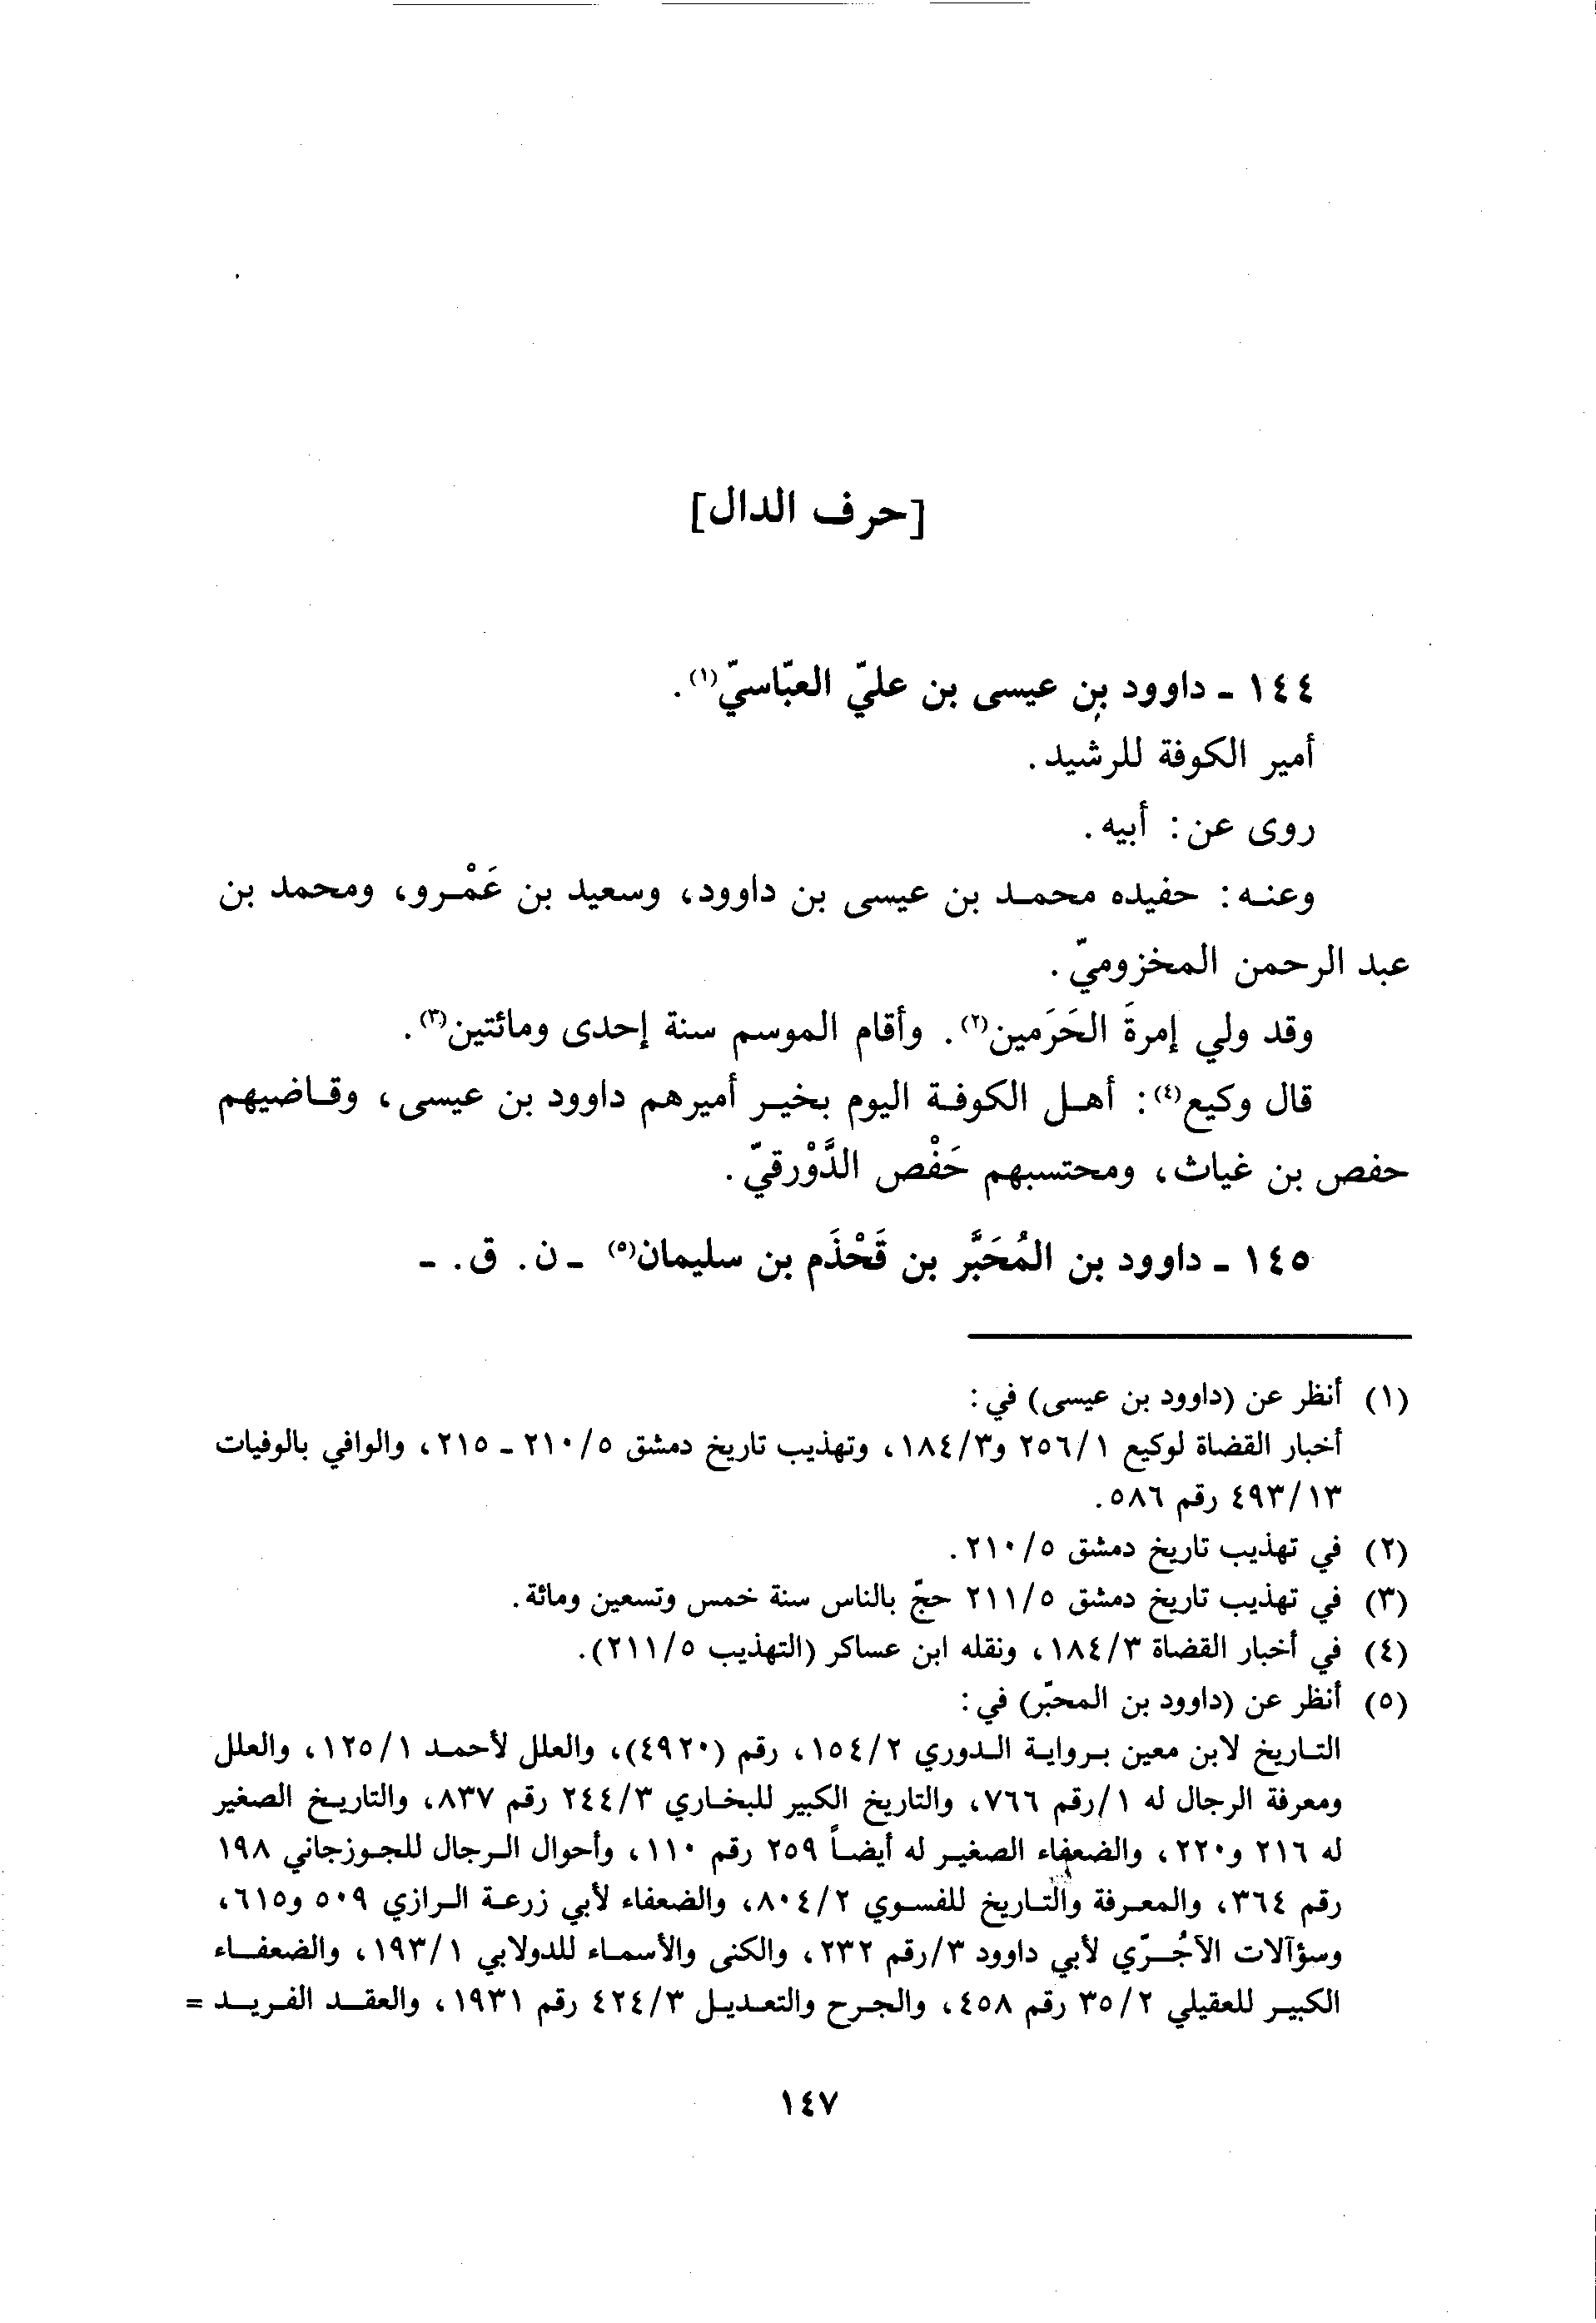 [حرف الدال]
١٤٤ - داوود بن عيسى بن عليّ العبّاسيّ(١).
أمير الكوفة للرشيد.
روى عن: أبيه.
وعنه: حفيده محمد بن عيسى بن داوود، وسعيد بن عَمْرو، ومحمد بن
عبد الرحمن المخزوميّ.
وقد ولي إمرةَ الحَرَمين(٢). وأقام الموسم سنة إحدى ومائتين(٣).
قال وكيع(٤): أهل الكوفة اليوم بخير أميرهم داوود بن عيسى، وقاضيهم
حفص بن غياث، ومحتسبهم حَفْص الدَّوْرقيّ.
١٤٥ - داوود بن المُحَبَّر بن قَحْذَم بن سليمان(٥) - ن. ق. -
(١) أنظر عن (داوود بن عيسى) في:
أخبار القضاة لوكيع ٢٥٦/١ و١٨٤/٣، وتهذيب تاريخ دمشق ٢١٠/٥ - ٢١٥، والوافي بالوفيات
٤٩٣/١٣ رقم ٥٨٦.
(٢) في تهذيب تاريخ دمشق ٢١٠/٥.
(٣) في تهذيب تاريخ دمشق ٢١١/٥ حجّ بالناس سنة خمس وتسعين ومائة.
(٤) في أخبار القضاة ١٨٤/٣، ونقله ابن عساكر (التهذيب ٢١١/٥).
(٥) أنظر عن (داوود بن المحبّر) في:
التاريخ لابن معين برواية الدوري ١٥٤/٢، رقم (٤٩٢٠)، والعلل لأحمد ١٢٥/١، والعلل
ومعرفة الرجال له ١/رقم ٧٦٦، والتاريخ الكبير للبخاري ٢٤٤/٣ رقم ٨٣٧، والتاريخ الصغير
له ٢١٦ و٢٢٠، والضعفاء الصغير له أيضاً ٢٥٩ رقم ١١٠، وأحوال الرجال للجوزجاني ١٩٨
رقم ٣٦٤، والمعرفة والتاريخ للفسوي ٨٠٤/٢، والضعفاء لأبي زرعة الرازي ٥٠٩ و٦١٥،
وسؤآلات الآجُرّي لأبي داوود ٣/رقم ٢٣٢، والكنى والأسماء للدولابي ١٩٣/١، والضعفاء
الكبير للعقيلي ٣٥/٢ رقم ٤٥٨، والجرح والتعديل ٤٢٤/٣ رقم ١٩٣١، والعقد الفريد =
١٤٧